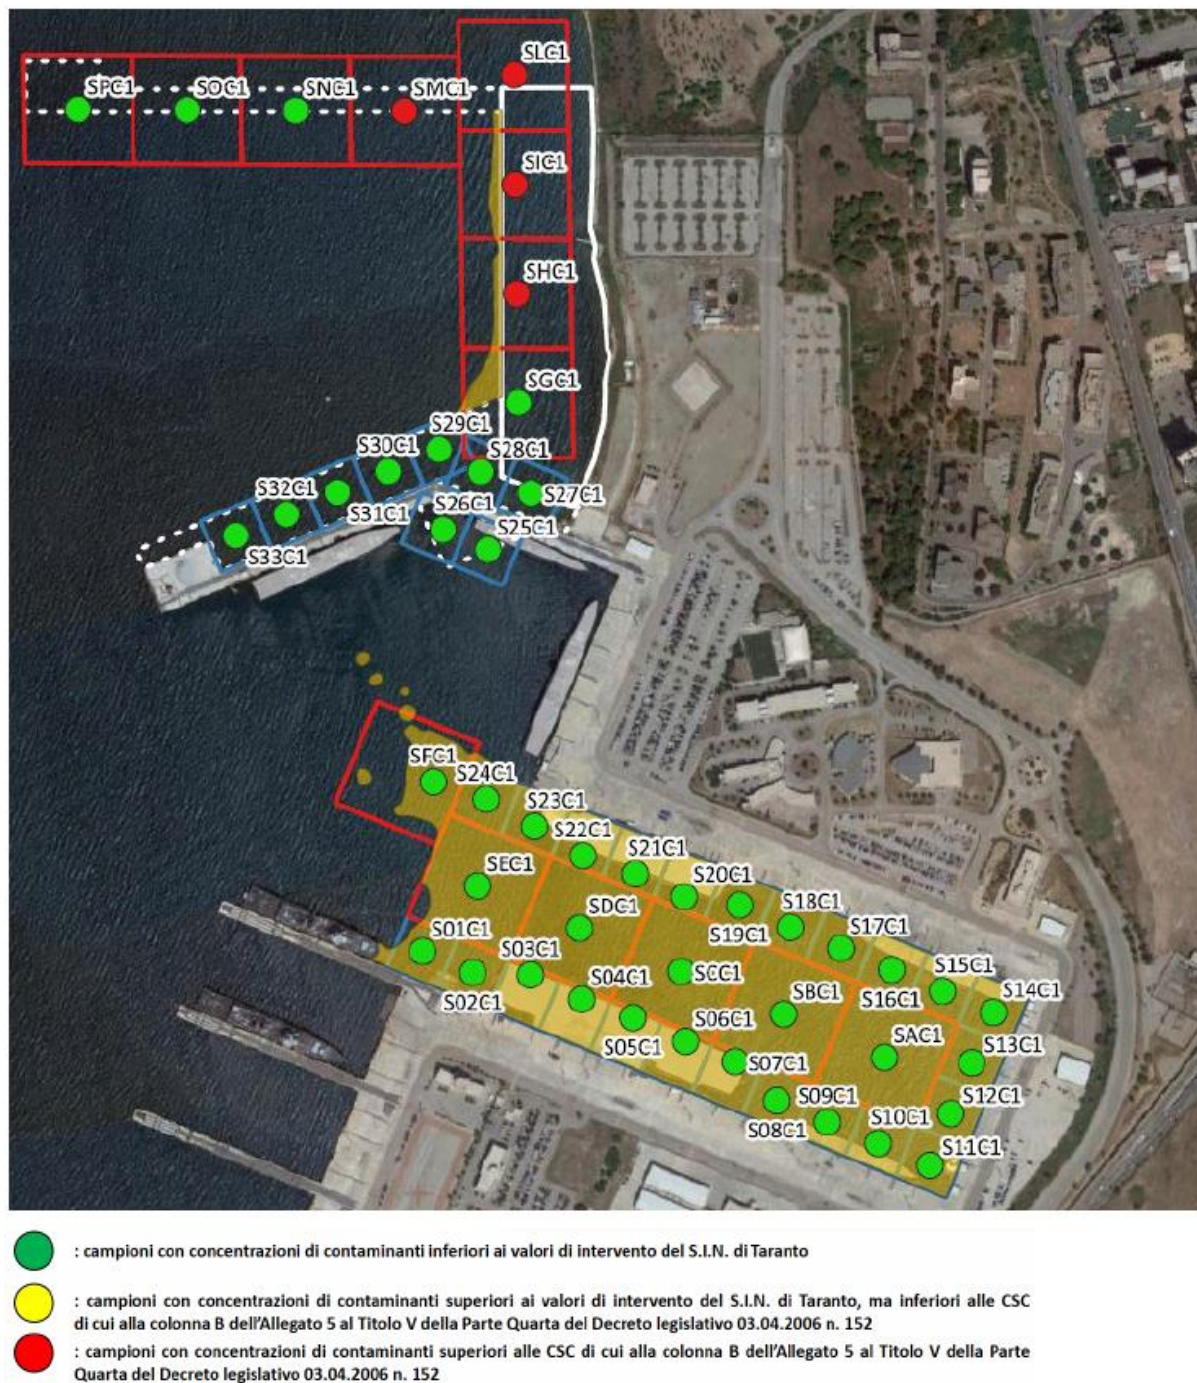 SLC1
SPC1
SOC1
SNC1
SMC1
SIC1
SHC1
SGC1
S29C1
S30C1
S28C1
S32C1
S27C1
S31C1
S26C1
S25C1
S33C1
SFC1
S24C1
S23C1
S22C1
S21C1
SEC1
S20C1
S18C1
SDC1
S19C1
S17C1
S01C1
S03C1
SCC1
S15C1
S02C1
S04C1
S16C1
S14C1
SBC1
S06C1
S05C1
SAC1
S13C1
S07C1
S09C1
S12C1
S08C1
S10C1
S11C1
: campioni con concentrazioni di contaminanti inferiori ai valori di intervento del S.I.N. di Taranto
: campioni con concentrazioni di contaminanti superiori ai valori di intervento del S.I.N. di Taranto, ma inferiori alle CSC
di cui alla colonna B dell'Allegato 5 al Titolo V della Parte Quarta del Decreto legislativo 03.04.2006 n. 152
: campioni con concentrazioni di contaminanti superiori alle CSC di cui alla colonna B dell'Allegato 5 al Titolo V della Parte
Quarta del Decreto legislativo 03.04.2006 n. 152